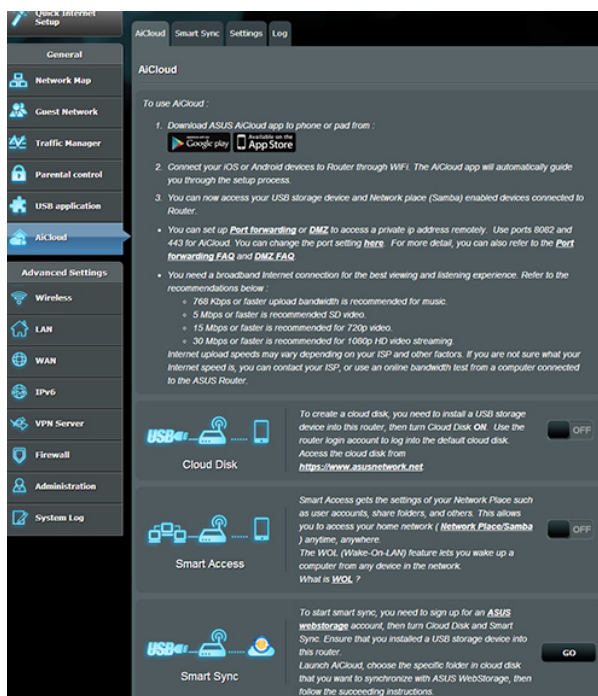 Quick Internet
Setup
General
Network Map
Guest Network
Traffic Manager
Parental control
USB application
AiCloud
Advanced Settings
Wireless
LAN
WAN
IPv6
VPN Server
Firewall
Administration
System Log
AiCloud Smart Sync Settings Log
AiCloud
To use AiCloud :
1. Download ASUS AiCloud app to phone or pad from :
Google play Available on the App Store
2. Connect your iOS or Android devices to Router through WiFi. The AiCloud app will automatically guide
you through the setup process.
3. You can now access your USB storage device and Network place (Samba) enabled devices connected to
Router.
• You can set up Port forwarding or DMZ to access a private ip address remotely. Use ports 8082 and
443 for AiCloud. You can change the port setting here. For more detail, you can also refer to the Port
forwarding FAQ and DMZ FAQ.
• You need a broadband Internet connection for the best viewing and listening experience. Refer to the
recommendations below :
768 Kbps or faster upload bandwidth is recommended for music.
5 Mbps or faster is recommended SD video.
15 Mbps or faster is recommended for 720p video.
30 Mbps or faster is recommended for 1080p HD video streaming.
Internet upload speeds may vary depending on your ISP and other factors. If you are not sure what your
Internet speed is, you can contact your ISP, or use an online bandwidth test from a computer connected
to the ASUS Router.
USB
Cloud Disk
To create a cloud disk, you need to install a USB storage
device into this router, then turn Cloud Disk ON. Use the
router login account to log into the default cloud disk.
Access the cloud disk from
https://www.asusnetwork.net.
OFF
Smart Access
Smart Access gets the settings of your Network Place such
as user accounts, share folders, and others. This allows
you to access your home network ( Network Place/Samba
) anytime, anywhere.
The WOL (Wake-On-LAN) feature lets you wake up a
computer from any device in the network.
What is WOL ?
OFF
USB
Smart Sync
To start smart sync, you need to sign up for an ASUS
webstorage account, then turn Cloud Disk and Smart
Sync. Ensure that you installed a USB storage device into
this router.
Launch AiCloud, choose the specific folder in cloud disk
that you want to synchronize with ASUS WebStorage, then
follow the succeeding instructions.
GO